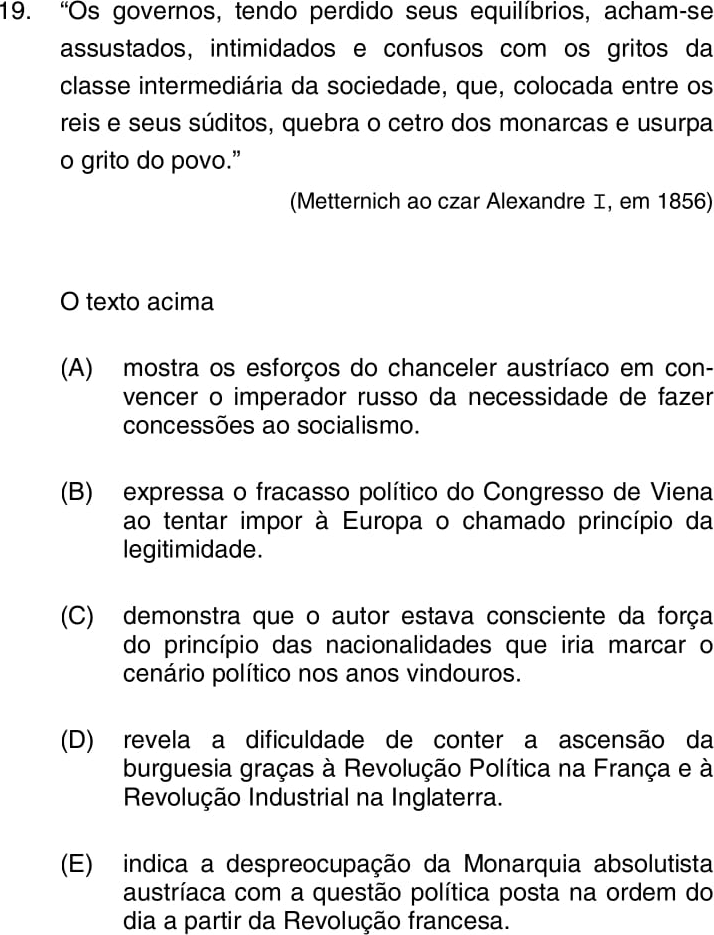 19. “Os governos, tendo perdido seus equilíbrios, acham-se
assustados, intimidados e confusos com os gritos da
classe intermediária da sociedade, que, colocada entre os
reis e seus súditos, quebra o cetro dos monarcas e usurpa
o grito do povo.”
(Metternich ao czar Alexandre I, em 1856)
O texto acima
(A) mostra os esforços do chanceler austríaco em con-
vencer o imperador russo da necessidade de fazer
concessões ao socialismo.
(B) expressa o fracasso político do Congresso de Viena
ao tentar impor à Europa o chamado princípio da
legitimidade.
(C) demonstra que o autor estava consciente da força
do princípio das nacionalidades que iria marcar o
cenário político nos anos vindouros.
(D) revela a dificuldade de conter a ascensão da
burguesia graças à Revolução Política na França e à
Revolução Industrial na Inglaterra.
(E) indica a despreocupação da Monarquia absolutista
austríaca com a questão política posta na ordem do
dia a partir da Revolução francesa.